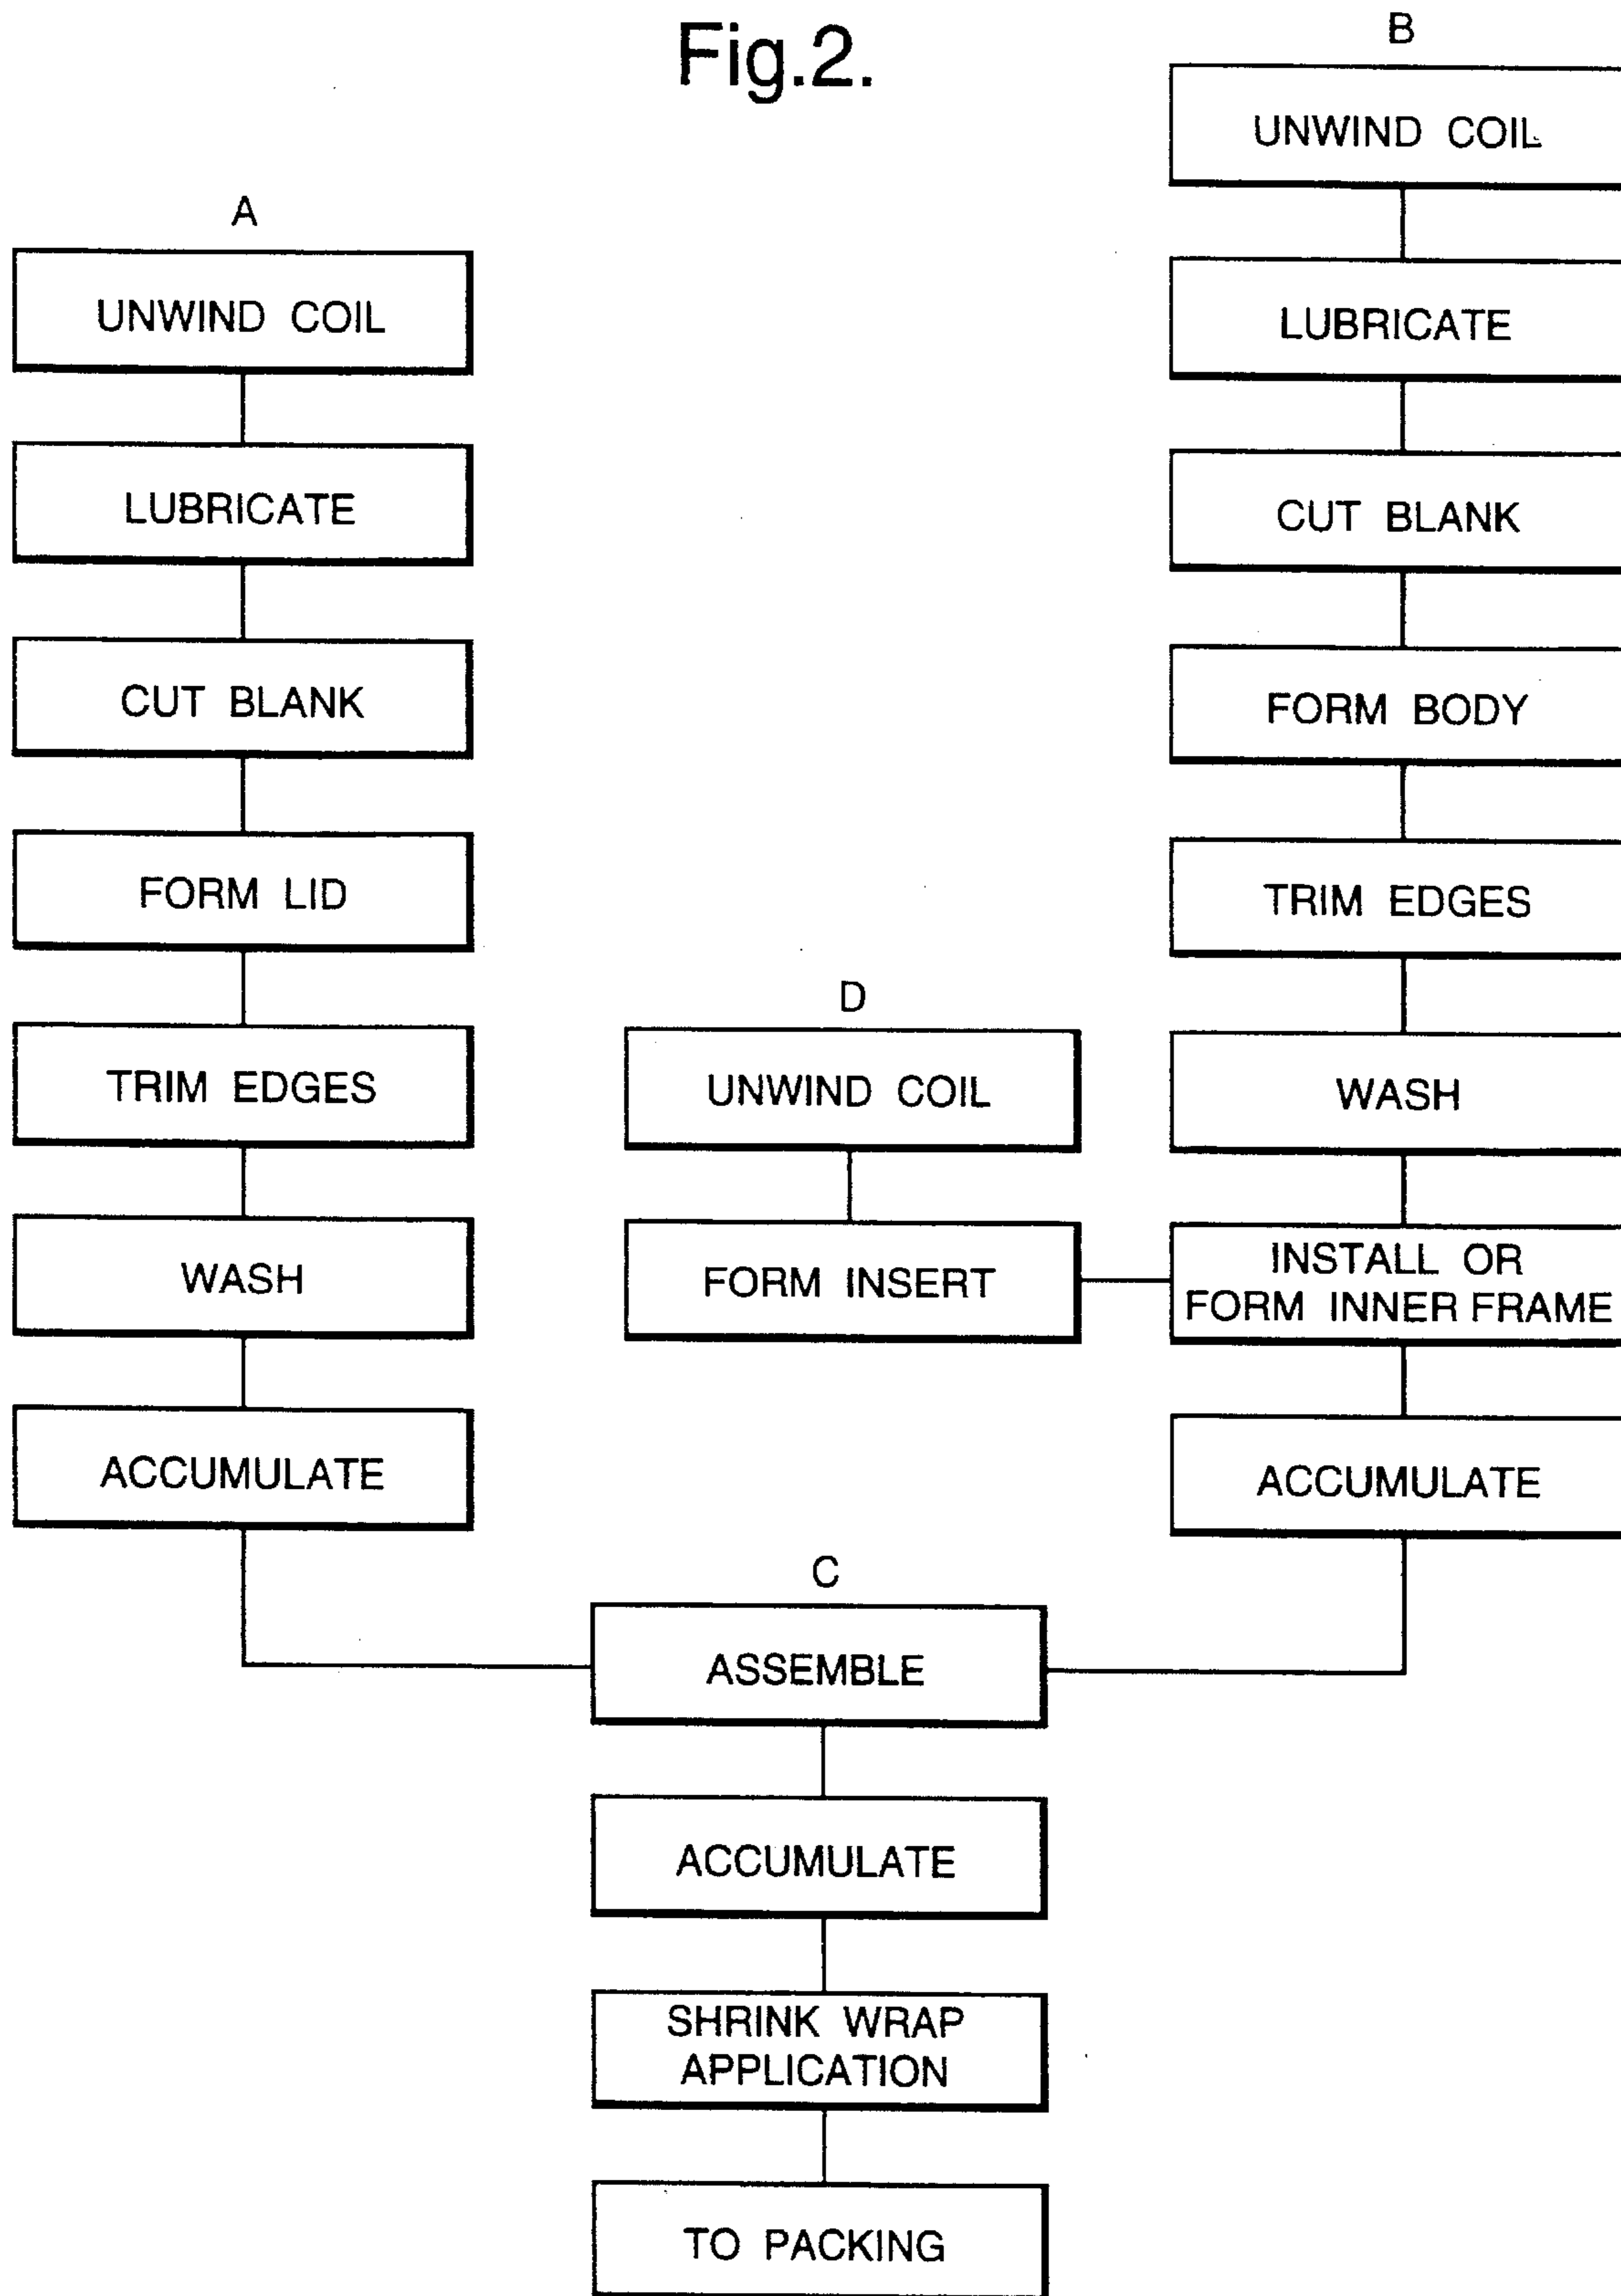 Fig.2.
A
UNWIND COIL
LUBRICATE
CUT BLANK
FORM LID
TRIM EDGES
WASH
ACCUMULATE
B
UNWIND COIL
LUBRICATE
CUT BLANK
FORM BODY
TRIM EDGES
WASH
INSTALL OR
FORM INNER FRAME
ACCUMULATE
D
UNWIND COIL
FORM INSERT
C
ASSEMBLE
ACCUMULATE
SHRINK WRAP
APPLICATION
TO PACKING